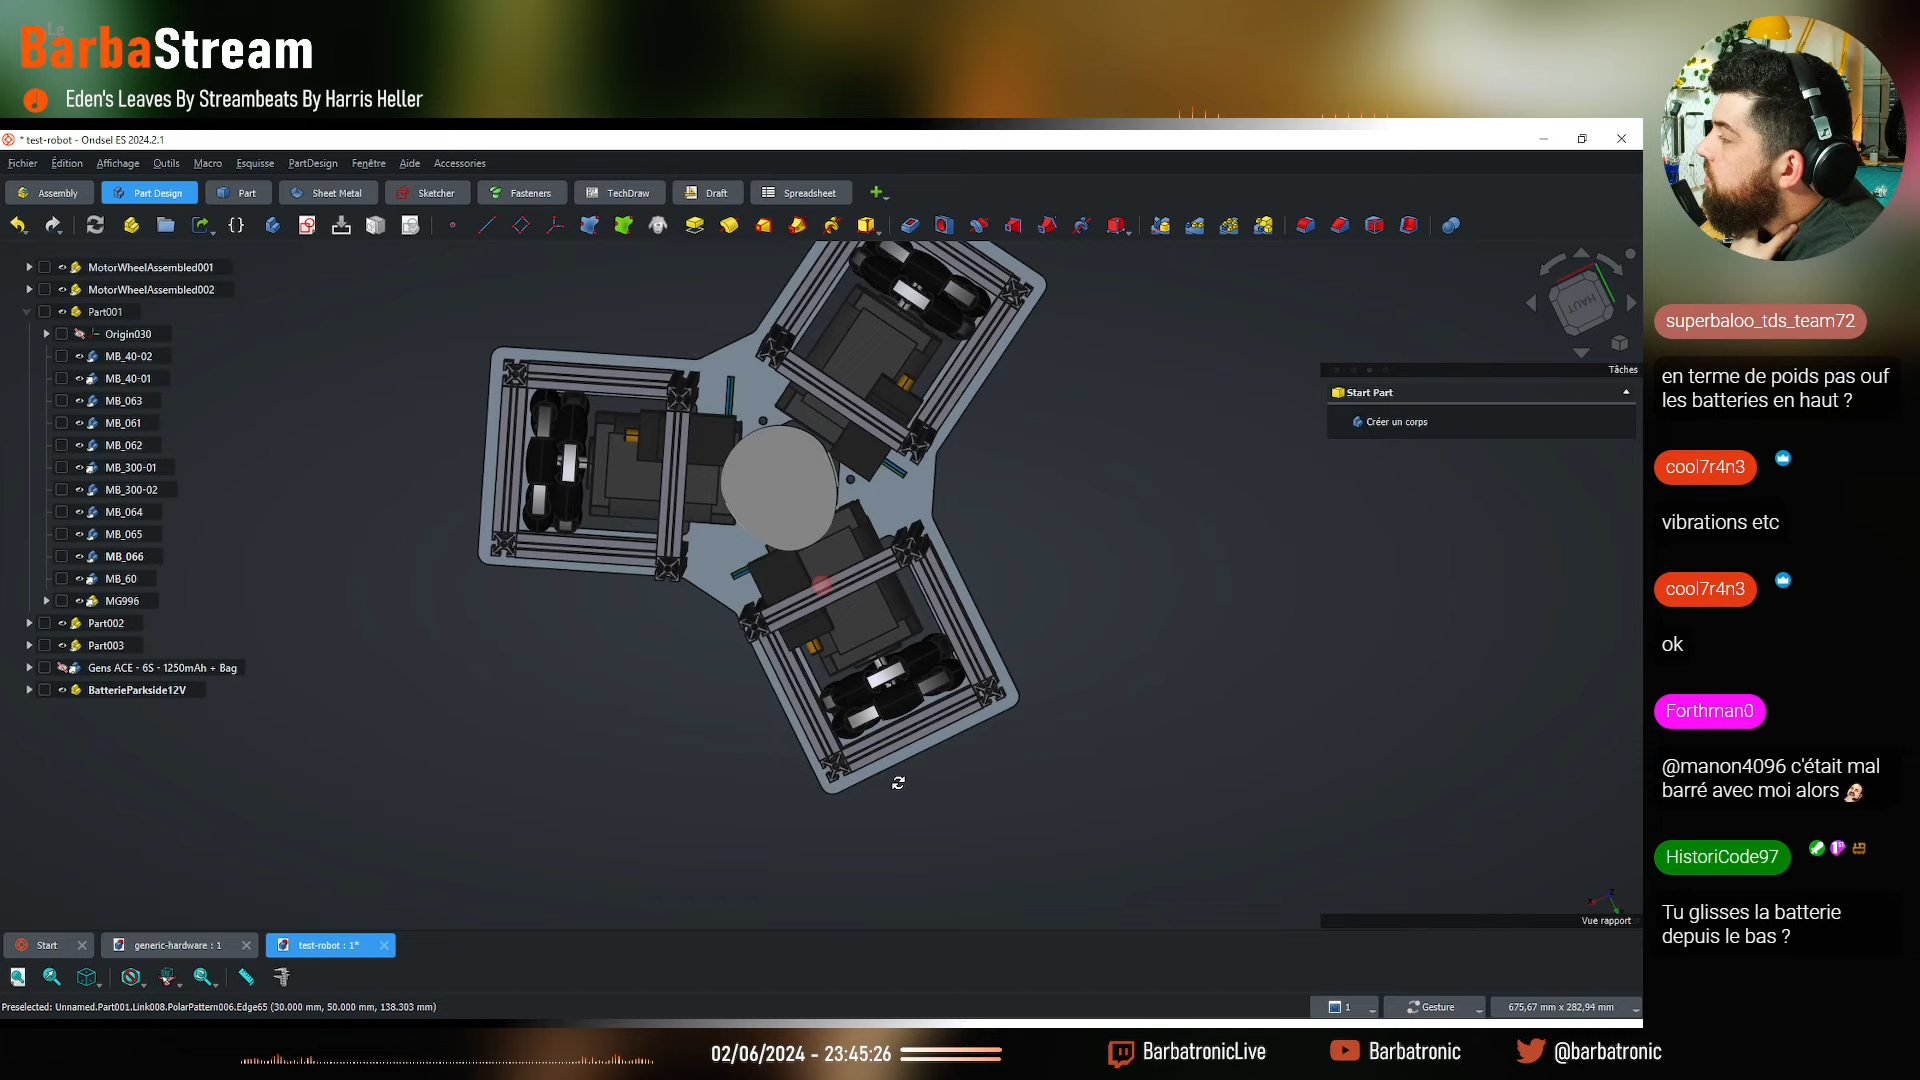 Le
BarbaStream
Eden's Leaves By Streambeats By Harris Heller
* test-robot - Ondsel ES 2024.2.1
Fichier Édition Affichage Outils Macro Esquisse PartDesign Fenêtre Aide Accessories
Assembly Part Design Part Sheet Metal Sketcher Fasteners TechDraw Draft Spreadsheet
MotorWheelAssembled001
MotorWheelAssembled002
Part001
Origin030
MB_40-02
MB_40-01
MB_063
MB_061
MB_062
MB_300-01
MB_300-02
MB_064
MB_065
MB_066
MB_60
MG996
Part002
Part003
Gens ACE - 6S - 1250mAh + Bag
BatterieParkside12V
HAUT
Tâches
Start Part
Créer un corps
X
Z
Vue rapport
Start generic-hardware : 1 test-robot : 1*
Preselected: Unnamed.Part001.Link008.PolarPattern006.Edge65 (30.000 mm, 50.000 mm, 138.303 mm)
1 Gesture 675,67 mm x 282,94 mm
superbaloo_tds_team72
en terme de poids pas ouf
les batteries en haut ?
cool7r4n3
vibrations etc
cool7r4n3
ok
Forthman0
@manon4096 c'était mal
barré avec moi alors
HistoriCode97
Tu glisses la batterie
depuis le bas ?
02/06/2024 - 23:45:26
BarbatronicLive Barbatronic @barbatronic